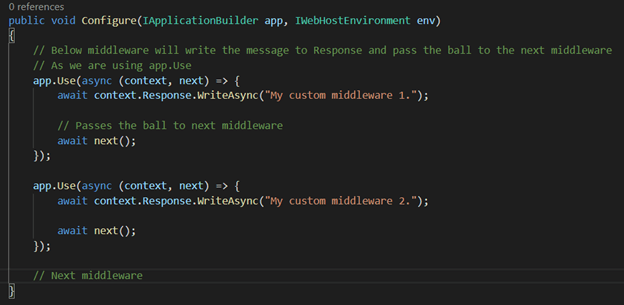 0 references
public void Configure(IApplicationBuilder app, IWebHostEnvironment env)
{
    // Below middleware will write the message to Response and pass the ball to the next middleware
    // As we are using app.Use
    app.Use(async (context, next) => {
        await context.Response.WriteAsync("My custom middleware 1.");

        // Passes the ball to next middleware
        await next();
    });

    app.Use(async (context, next) => {
        await context.Response.WriteAsync("My custom middleware 2.");

        await next();
    });

    // Next middleware
}